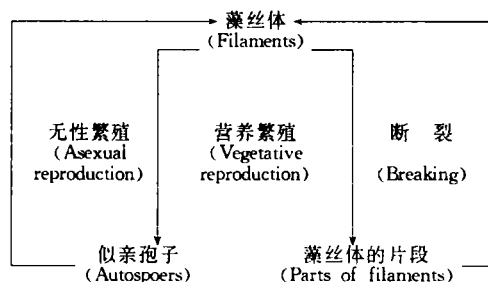 藻丝体
(Filaments)
无性繁殖
(Asexual
reproduction)
营养繁殖
(Vegetative
reproduction)
断 裂
(Breaking)
似亲孢子
(Autospoers)
藻丝体的片段
(Parts of filaments)